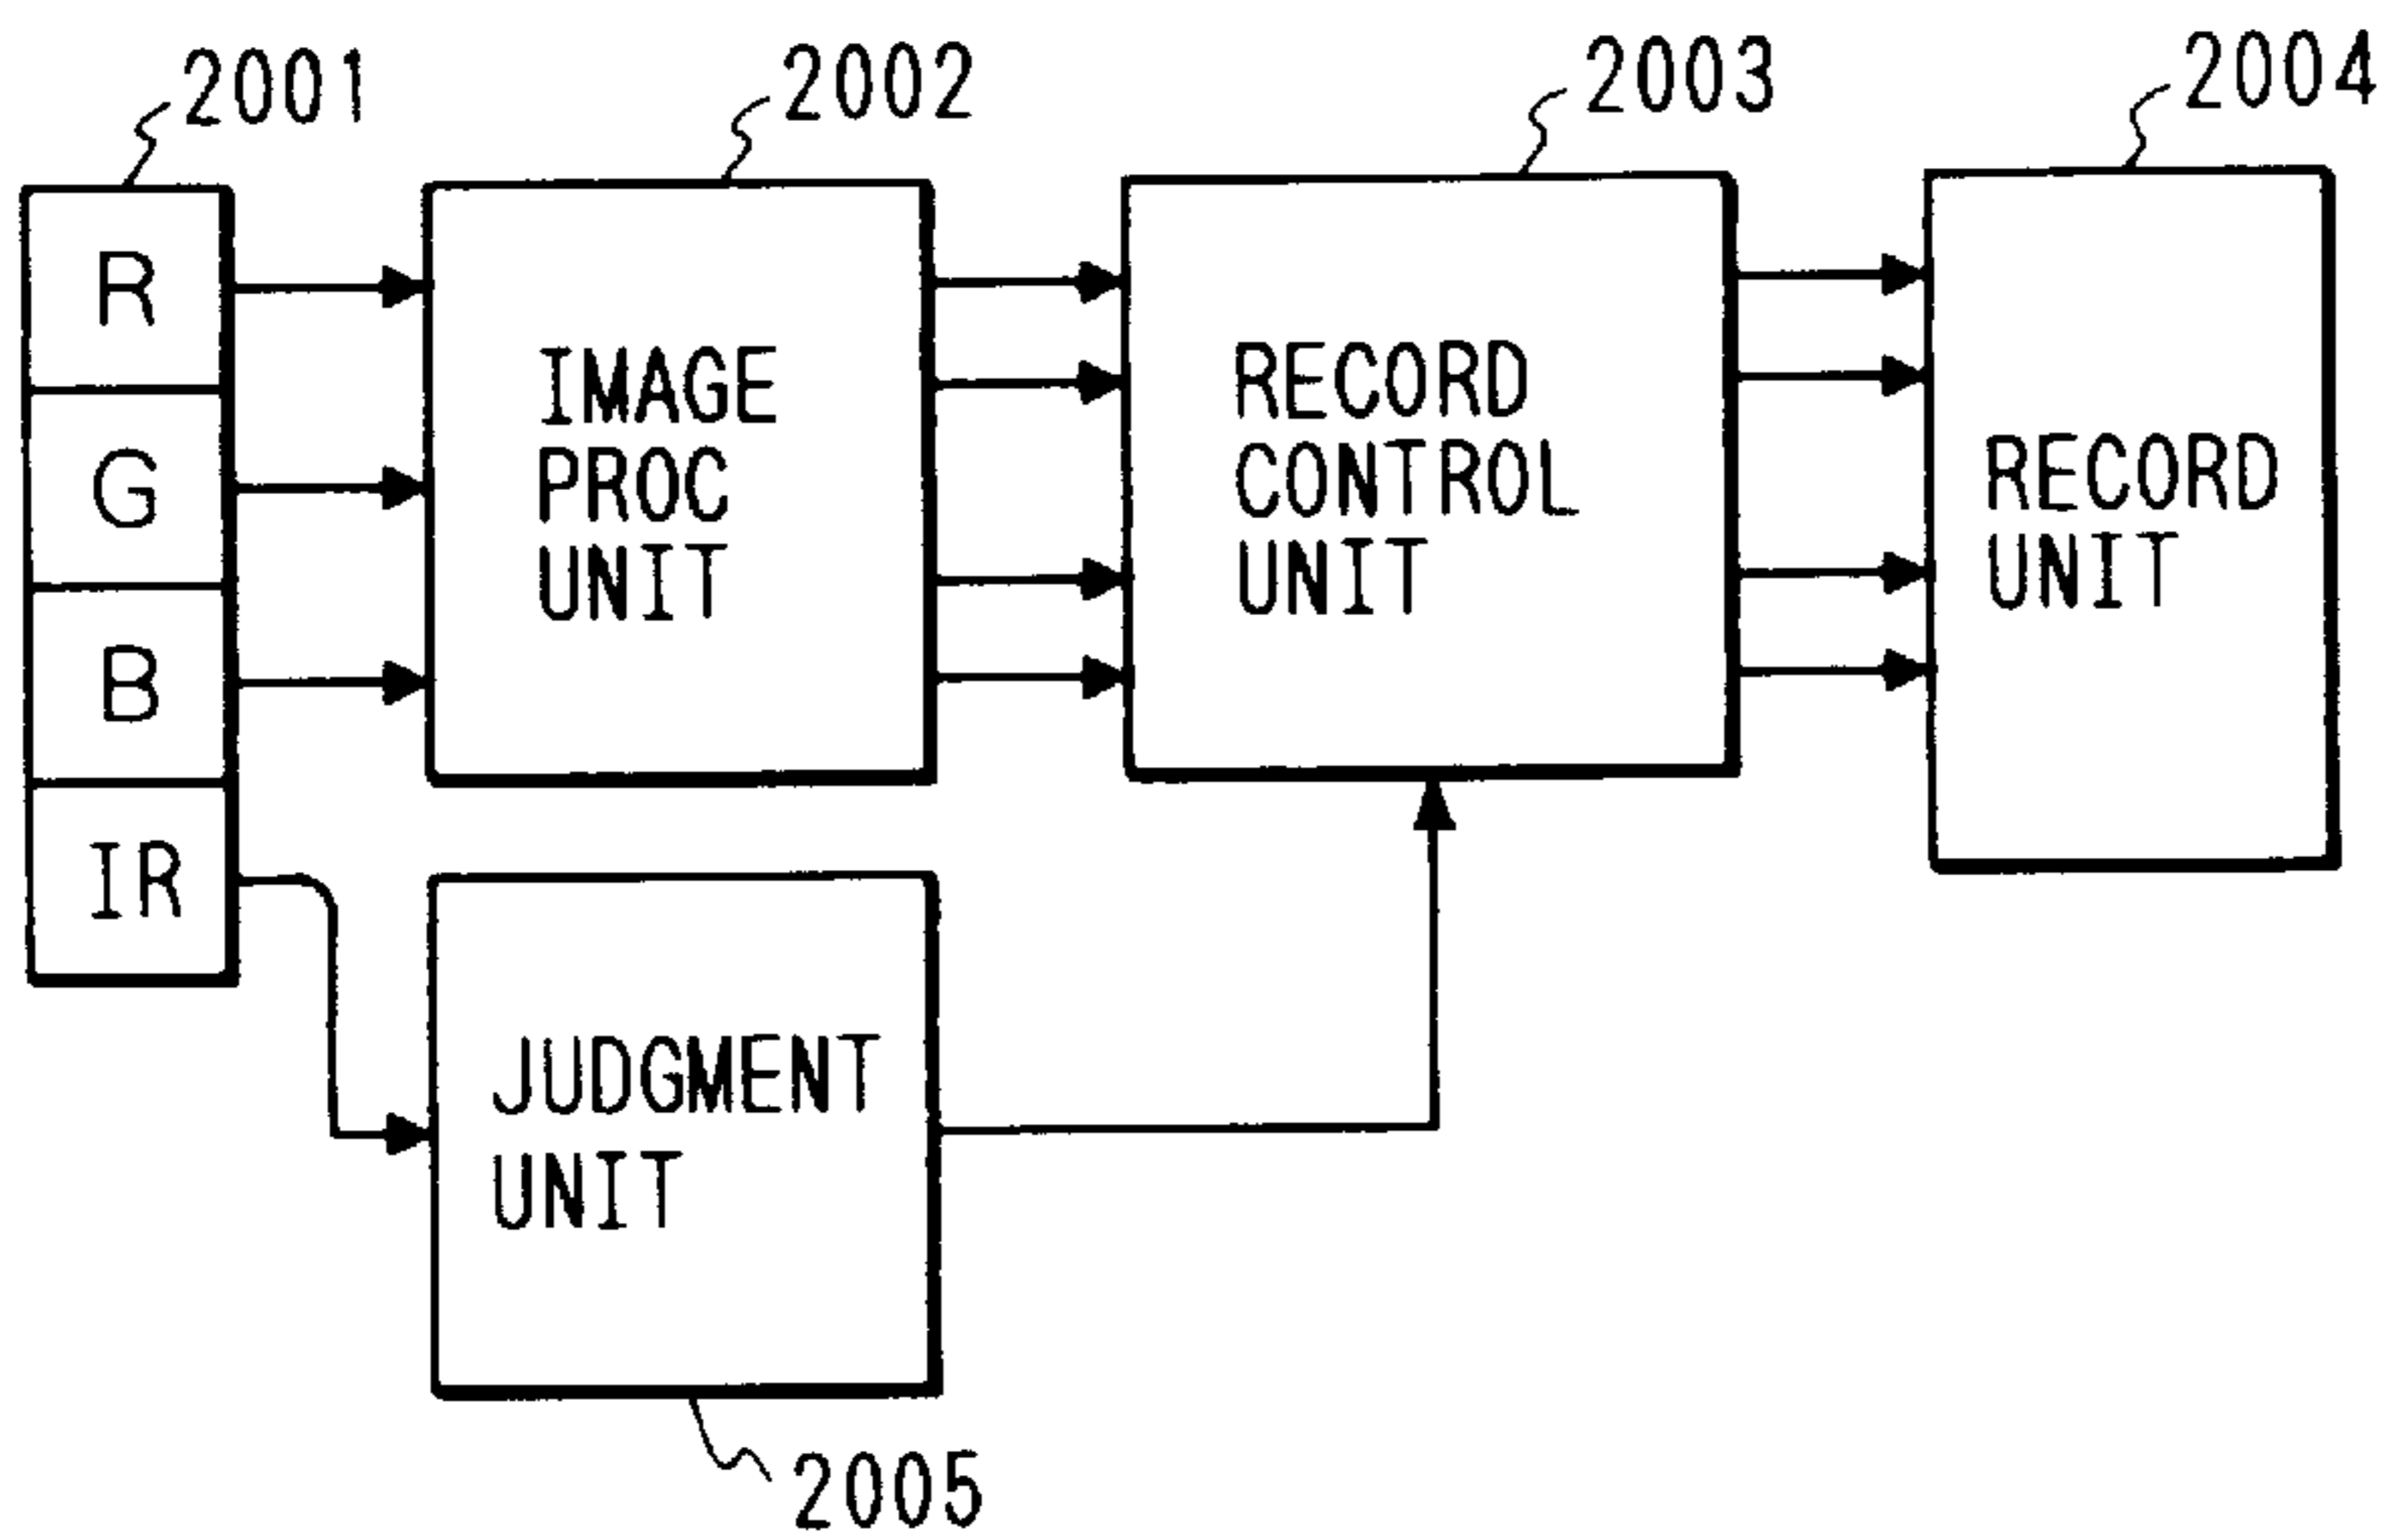 2001
2002
2003
2004
R
G
B
IR
IMAGE
PROC
UNIT
RECORD
CONTROL
UNIT
RECORD
UNIT
JUDGMENT
UNIT
2005